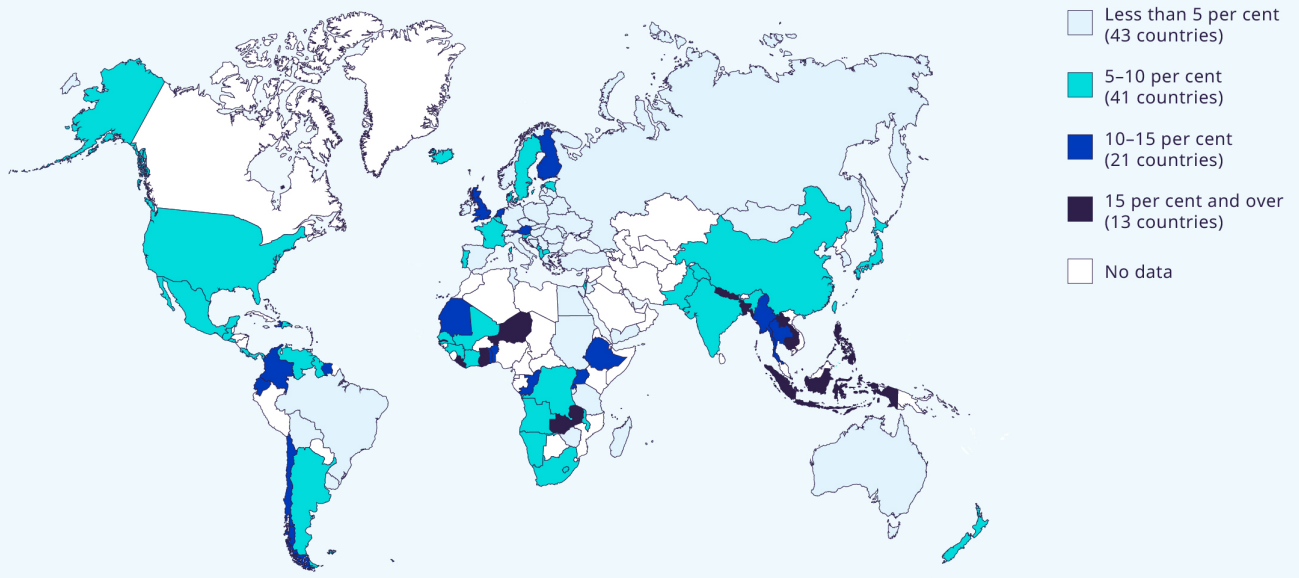 Less than 5 per cent
(43 countries)
5–10 per cent
(41 countries)
10–15 per cent
(21 countries)
15 per cent and over
(13 countries)
No data